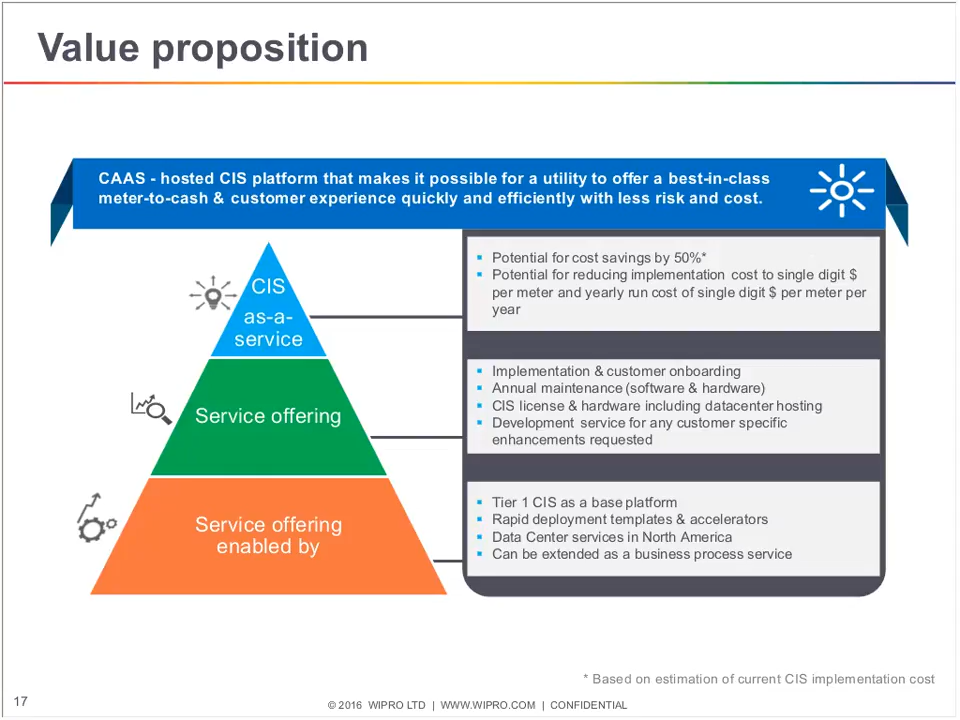 Value proposition
CAAS - hosted CIS platform that makes it possible for a utility to offer a best-in-class
meter-to-cash & customer experience quickly and efficiently with less risk and cost.
CIS
as-a-
service
▪ Potential for cost savings by 50%*
▪ Potential for reducing implementation cost to single digit $
per meter and yearly run cost of single digit $ per meter per
year
Service offering
▪ Implementation & customer onboarding
▪ Annual maintenance (software & hardware)
▪ CIS license & hardware including datacenter hosting
▪ Development service for any customer specific
enhancements requested
Service offering
enabled by
▪ Tier 1 CIS as a base platform
▪ Rapid deployment templates & accelerators
▪ Data Center services in North America
▪ Can be extended as a business process service
* Based on estimation of current CIS implementation cost
17
© 2016 WIPRO LTD | WWW.WIPRO.COM | CONFIDENTIAL